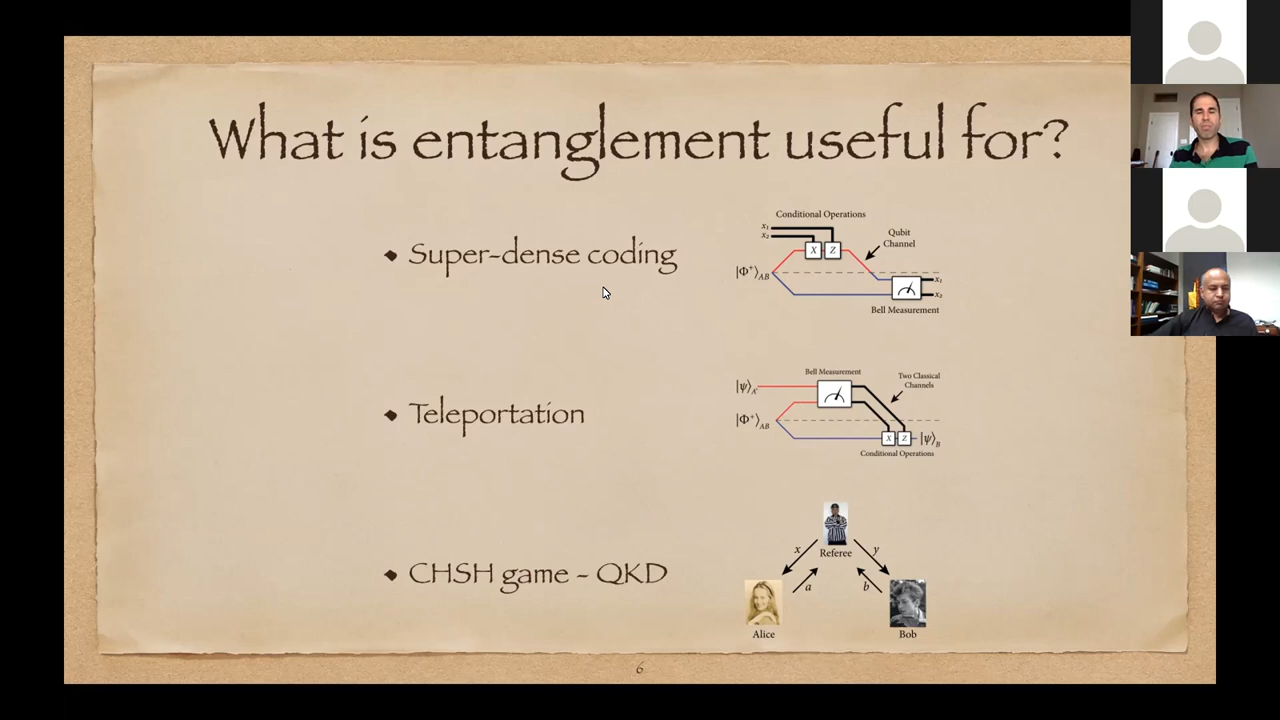 What is entanglement useful for?
Super-dense coding
Conditional Operations
x₁
x₂
X Z
Qubit
Channel
|Φ⁺⟩AB
x₁
x₂
Bell Measurement
Teleportation
Bell Measurement
Two Classical
Channels
|ψ⟩A'
|Φ⁺⟩AB
X Z |ψ⟩B
Conditional Operations
CHSH game - QKD
Referee
x y
a b
Alice Bob
6